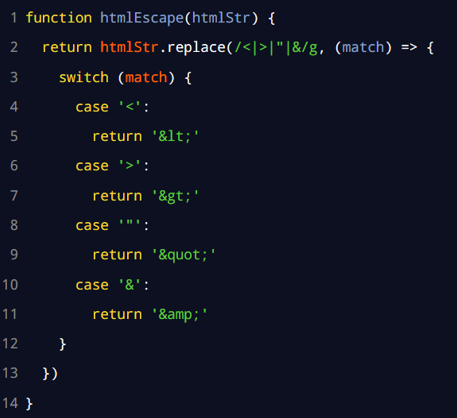 1 function htmlEscape(htmlStr) {
2   return htmlStr.replace(/<|>|"|&/g, (match) => {
3     switch (match) {
4       case '<':
5         return '&lt;'
6       case '>':
7         return '&gt;'
8       case '"':
9         return '&quot;'
10       case '&':
11         return '&amp;'
12     }
13   })
14 }